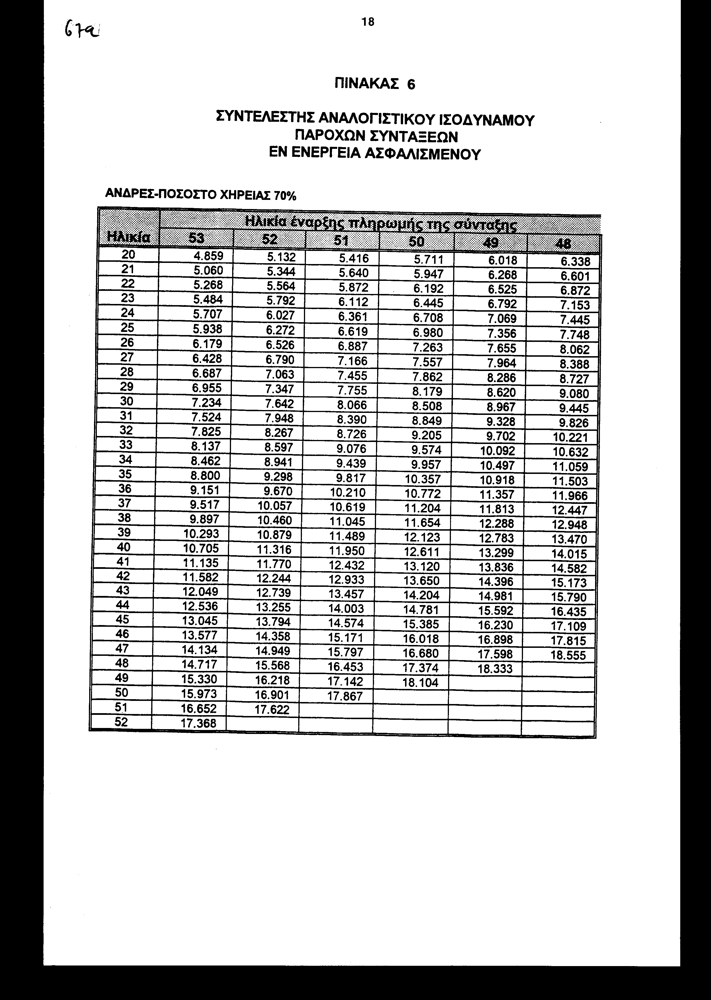 67a
18
ΠΙΝΑΚΑΣ 6
ΣΥΝΤΕΛΕΣΤΗΣ ΑΝΑΛΟΓΙΣΤΙΚΟΥ ΙΣΟΔΥΝΑΜΟΥ
ΠΑΡΟΧΩΝ ΣΥΝΤΑΞΕΩΝ
ΕΝ ΕΝΕΡΓΕΙΑ ΑΣΦΑΛΙΣΜΕΝΟΥ
ΑΝΔΡΕΣ-ΠΟΣΟΣΤΟ ΧΗΡΕΙΑΣ 70%
Ηλικία έναρξης πληρωμής της σύνταξης
Ηλικία 53 52 51 50 49 48
20 4.859 5.132 5.416 5.711 6.018 6.338
21 5.060 5.344 5.640 5.947 6.268 6.601
22 5.268 5.564 5.872 6.192 6.525 6.872
23 5.484 5.792 6.112 6.445 6.792 7.153
24 5.707 6.027 6.361 6.708 7.069 7.445
25 5.938 6.272 6.619 6.980 7.356 7.748
26 6.179 6.526 6.887 7.263 7.655 8.062
27 6.428 6.790 7.166 7.557 7.964 8.388
28 6.687 7.063 7.455 7.862 8.286 8.727
29 6.955 7.347 7.755 8.179 8.620 9.080
30 7.234 7.642 8.066 8.508 8.967 9.445
31 7.524 7.948 8.390 8.849 9.328 9.826
32 7.825 8.267 8.726 9.205 9.702 10.221
33 8.137 8.597 9.076 9.574 10.092 10.632
34 8.462 8.941 9.439 9.957 10.497 11.059
35 8.800 9.298 9.817 10.357 10.918 11.503
36 9.151 9.670 10.210 10.772 11.357 11.966
37 9.517 10.057 10.619 11.204 11.813 12.447
38 9.897 10.460 11.045 11.654 12.288 12.948
39 10.293 10.879 11.489 12.123 12.783 13.470
40 10.705 11.316 11.950 12.611 13.299 14.015
41 11.135 11.770 12.432 13.120 13.836 14.582
42 11.582 12.244 12.933 13.650 14.396 15.173
43 12.049 12.739 13.457 14.204 14.981 15.790
44 12.536 13.255 14.003 14.781 15.592 16.435
45 13.045 13.794 14.574 15.385 16.230 17.109
46 13.577 14.358 15.171 16.018 16.898 17.815
47 14.134 14.949 15.797 16.680 17.598 18.555
48 14.717 15.568 16.453 17.374 18.333
49 15.330 16.218 17.142 18.104
50 15.973 16.901 17.867
51 16.652 17.622
52 17.368